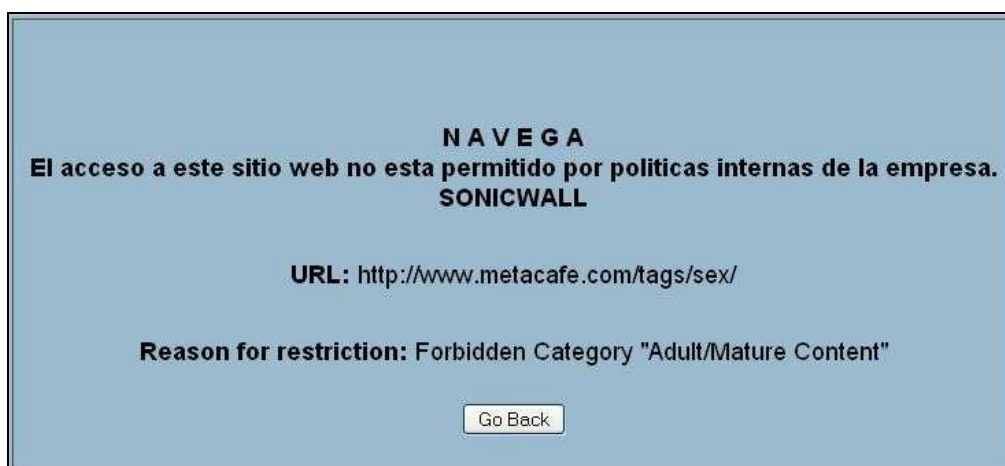 N A V E G A
El acceso a este sitio web no esta permitido por politicas internas de la empresa.
SONICWALL
URL: http://www.metacafe.com/tags/sex/
Reason for restriction: Forbidden Category "Adult/Mature Content"
Go Back